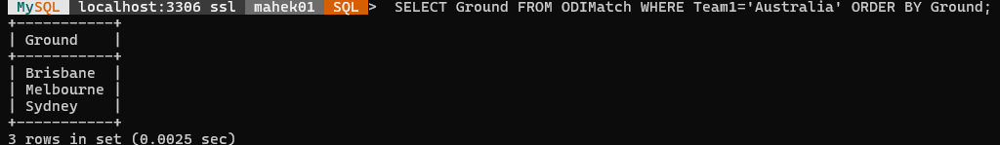 MySQL localhost:3306 ssl mahek01 SQL > SELECT Ground FROM ODIMatch WHERE Team1='Australia' ORDER BY Ground;
+-----------+
| Ground    |
+-----------+
| Brisbane  |
| Melbourne |
| Sydney    |
+-----------+
3 rows in set (0.0025 sec)